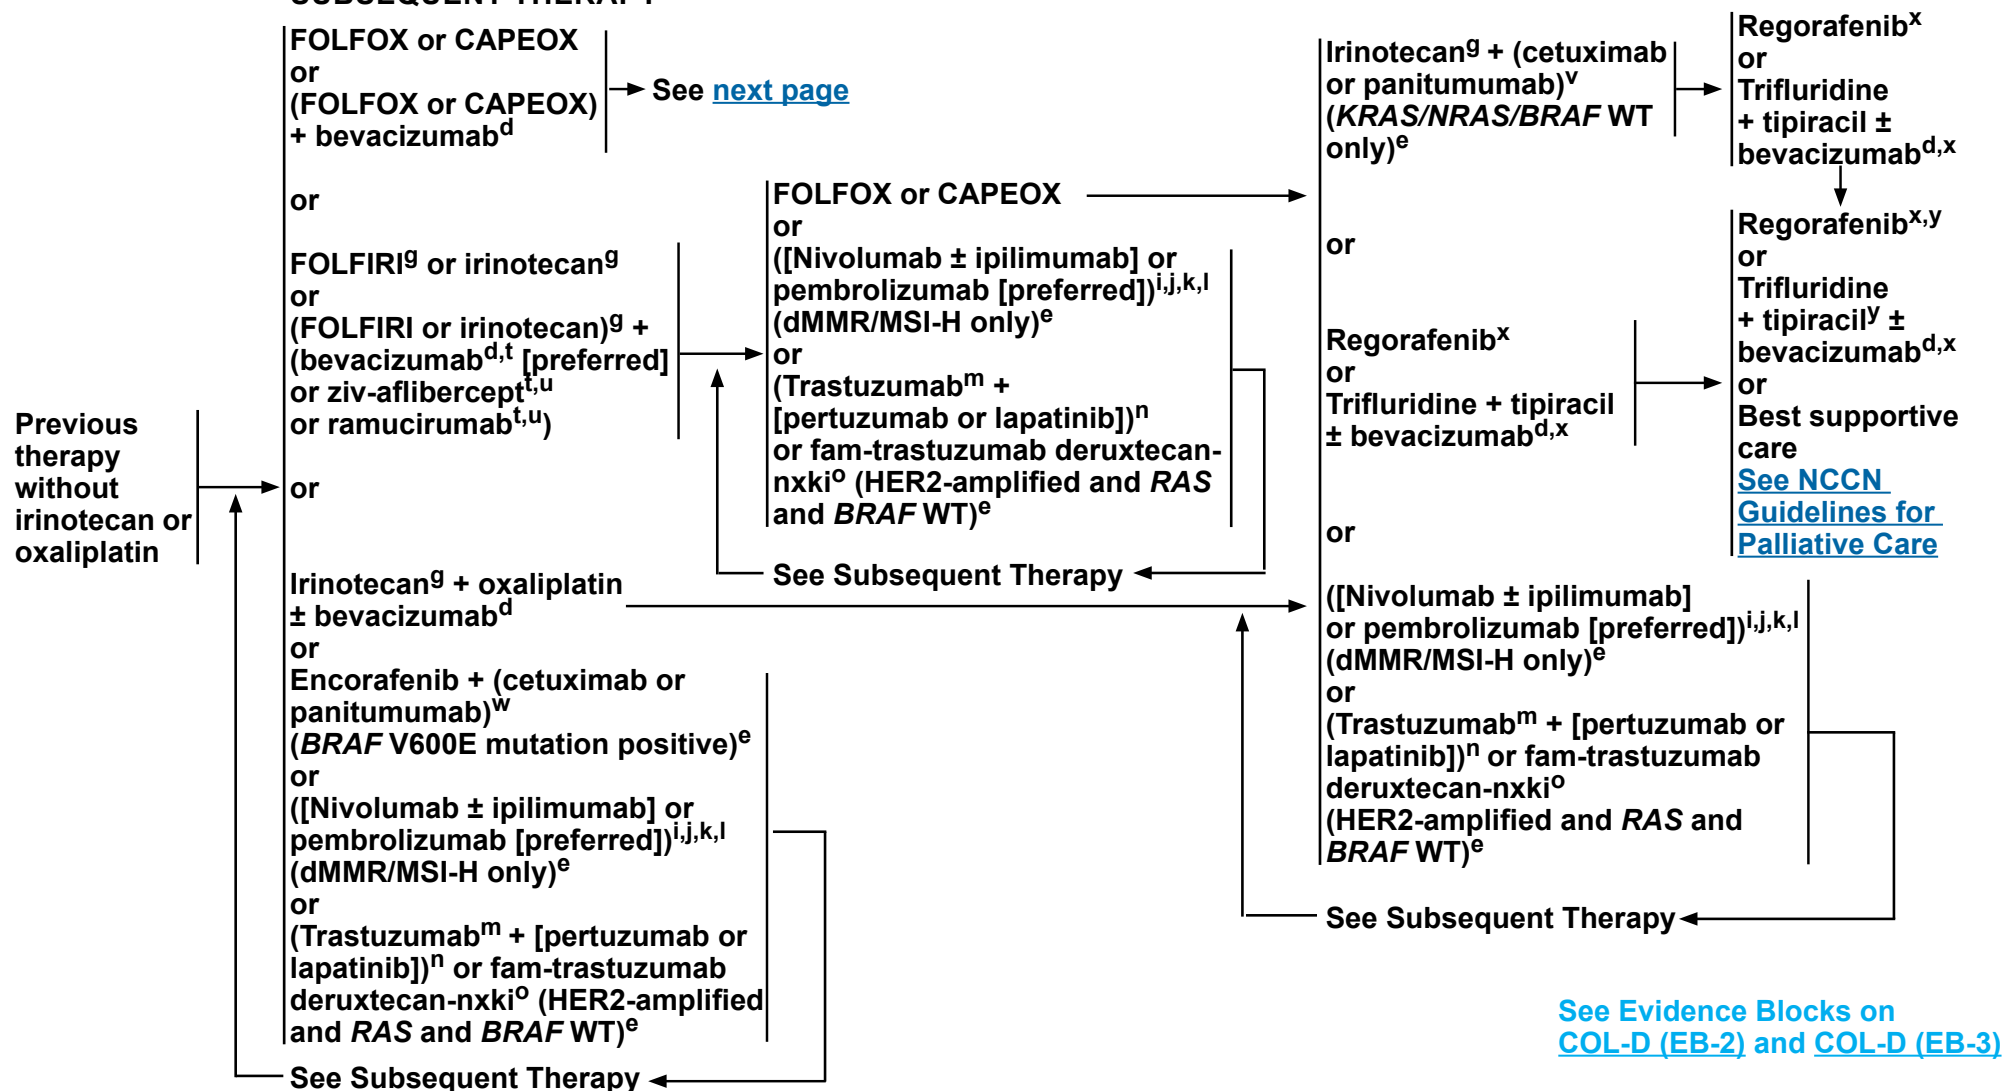 SUBSEQUENT THERAPY
Previous
therapy
without
irinotecan or
oxaliplatin
FOLFOX or CAPEOX
or
(FOLFOX or CAPEOX)
+ bevacizumabd
See next page
or
FOLFIRIg or irinotecang
or
(FOLFIRI or irinotecan)g +
(bevacizumabd,t [preferred]
or ziv-aflibercept,t,u
or ramucirumabt,u)
or
Irinotecang + oxaliplatin
± bevacizumabd
or
Encorafenib + (cetuximab or
panitumumab)w
(BRAF V600E mutation positive)e
or
([Nivolumab ± ipilimumab] or
pembrolizumab [preferred])i,j,k,l
(dMMR/MSI-H only)e
or
(Trastuzumabm + [pertuzumab or
lapatinib])n or fam-trastuzumab
deruxtecan-nxkio (HER2-amplified
and RAS and BRAF WT)e
See Subsequent Therapy
FOLFOX or CAPEOX
or
([Nivolumab ± ipilimumab] or
pembrolizumab [preferred])i,j,k,l
(dMMR/MSI-H only)e
or
(Trastuzumabm +
[pertuzumab or lapatinib])n
or fam-trastuzumab deruxtecan-
nxkio (HER2-amplified and RAS
and BRAF WT)e
See Subsequent Therapy
Irinotecang + (cetuximab
or panitumumab)v
(KRAS/NRAS/BRAF WT
only)e
or
Regorafenibx
or
Trifluridine + tipiracil
± bevacizumabd,x
or
([Nivolumab ± ipilimumab]
or pembrolizumab [preferred])i,j,k,l
(dMMR/MSI-H only)e
or
(Trastuzumabm + [pertuzumab or
lapatinib])n or fam-trastuzumab
deruxtecan-nxkio
(HER2-amplified and RAS and
BRAF WT)e
See Subsequent Therapy
Regorafenibx
or
Trifluridine
+ tipiracil ±
bevacizumabd,x
Regorafenibx,y
or
Trifluridine
+ tipiracily ±
bevacizumabd,x
or
Best supportive
care
See NCCN
Guidelines for
Palliative Care
See Evidence Blocks on
COL-D (EB-2) and COL-D (EB-3)